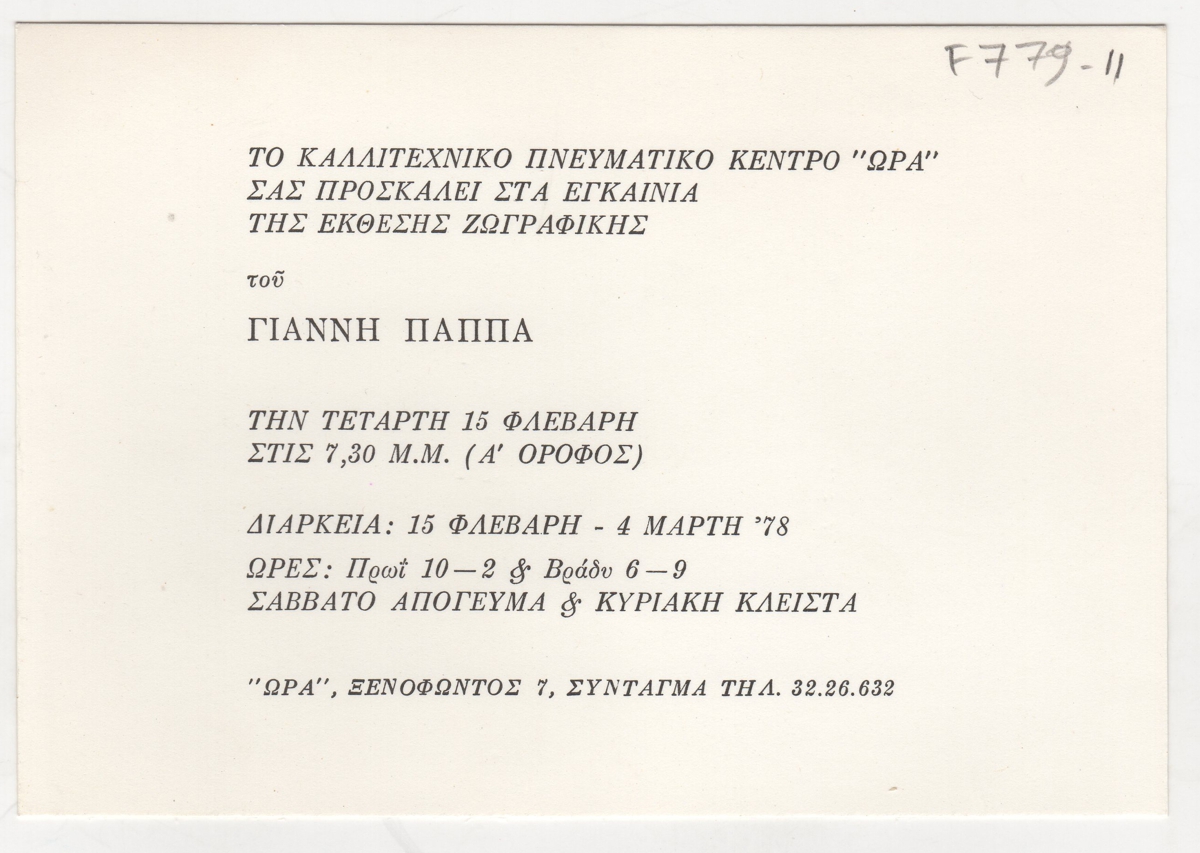 F779-11
ΤΟ ΚΑΛΛΙΤΕΧΝΙΚΟ ΠΝΕΥΜΑΤΙΚΟ ΚΕΝΤΡΟ "ΩΡΑ"
ΣΑΣ ΠΡΟΣΚΑΛΕΙ ΣΤΑ ΕΓΚΑΙΝΙΑ
ΤΗΣ ΕΚΘΕΣΗΣ ΖΩΓΡΑΦΙΚΗΣ
τοῦ
ΓΙΑΝΝΗ ΠΑΠΠΑ
ΤΗΝ ΤΕΤΑΡΤΗ 15 ΦΛΕΒΑΡΗ
ΣΤΙΣ 7,30 Μ.Μ. (Α' ΟΡΟΦΟΣ)
ΔΙΑΡΚΕΙΑ: 15 ΦΛΕΒΑΡΗ - 4 ΜΑΡΤΗ '78
ΩΡΕΣ: Πρωΐ 10—2 & Βράδυ 6—9
ΣΑΒΒΑΤΟ ΑΠΟΓΕΥΜΑ & ΚΥΡΙΑΚΗ ΚΛΕΙΣΤΑ
"ΩΡΑ", ΞΕΝΟΦΩΝΤΟΣ 7, ΣΥΝΤΑΓΜΑ ΤΗΛ. 32.26.632